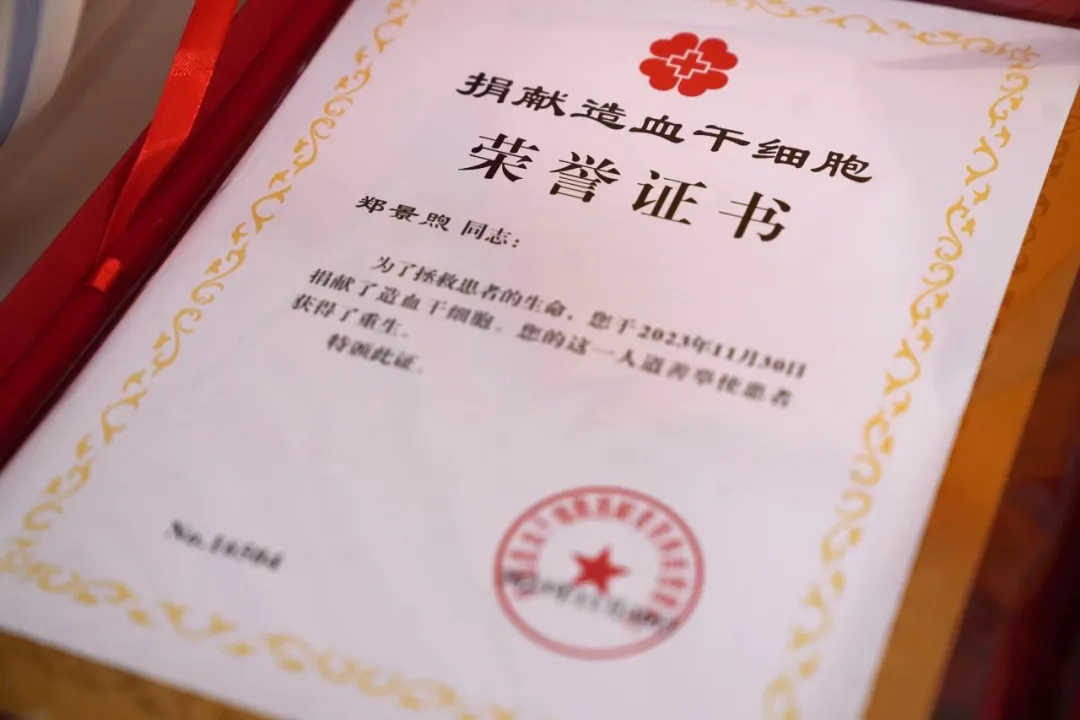 捐献造血干细胞
荣誉证书
郑景煦 同志：
为了拯救患者的生命，您于2023年11月30日
捐献了造血干细胞。您的这一人道善举使患者
获得了重生。
特颁此证。
No.16504